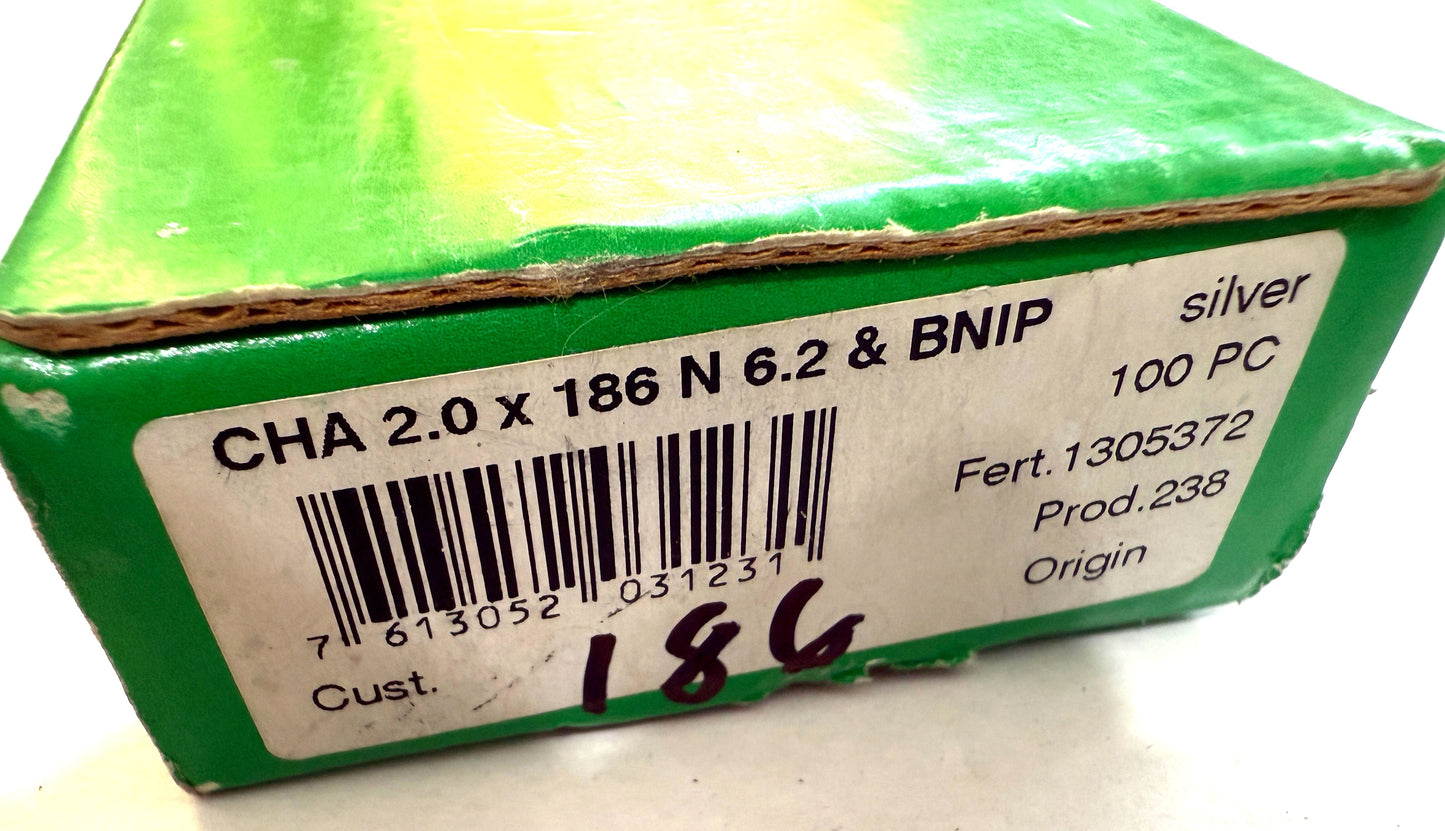 CHA 2.0 x 186 N 6.2 & BNIP
silver
100 PC
Fert.1305372
Prod.238
Origin
7 613052 031231
Cust.
186